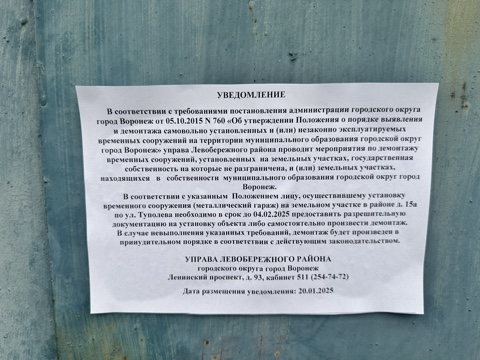 УВЕДОМЛЕНИЕ
В соответствии с требованиями постановления администрации городского округа
город Воронеж от 05.10.2015 N 760 «Об утверждении Положения о порядке выявления
и демонтажа самовольно установленных и (или) незаконно эксплуатируемых
временных сооружений на территории муниципального образования городской округ
город Воронеж» управа Левобережного района проводит мероприятия по демонтажу
временных сооружений, установленных на земельных участках, государственная
собственность на которые не разграничена, и (или) земельных участках,
находящихся в собственности муниципального образования городской округ город
Воронеж.
В соответствии с указанным Положением лицу, осуществившему установку
временного сооружения (металлический гараж) на земельном участке в районе д. 15а
по ул. Туполева необходимо в срок до 04.02.2025 предоставить разрешительную
документацию на установку объекта либо самостоятельно произвести демонтаж.
В случае невыполнения указанных требований, демонтаж будет произведен в
принудительном порядке в соответствии с действующим законодательством.
УПРАВА ЛЕВОБЕРЕЖНОГО РАЙОНА
городского округа город Воронеж
Ленинский проспект, д. 93, кабинет 511 (254-74-72)
Дата размещения уведомления: 20.01.2025